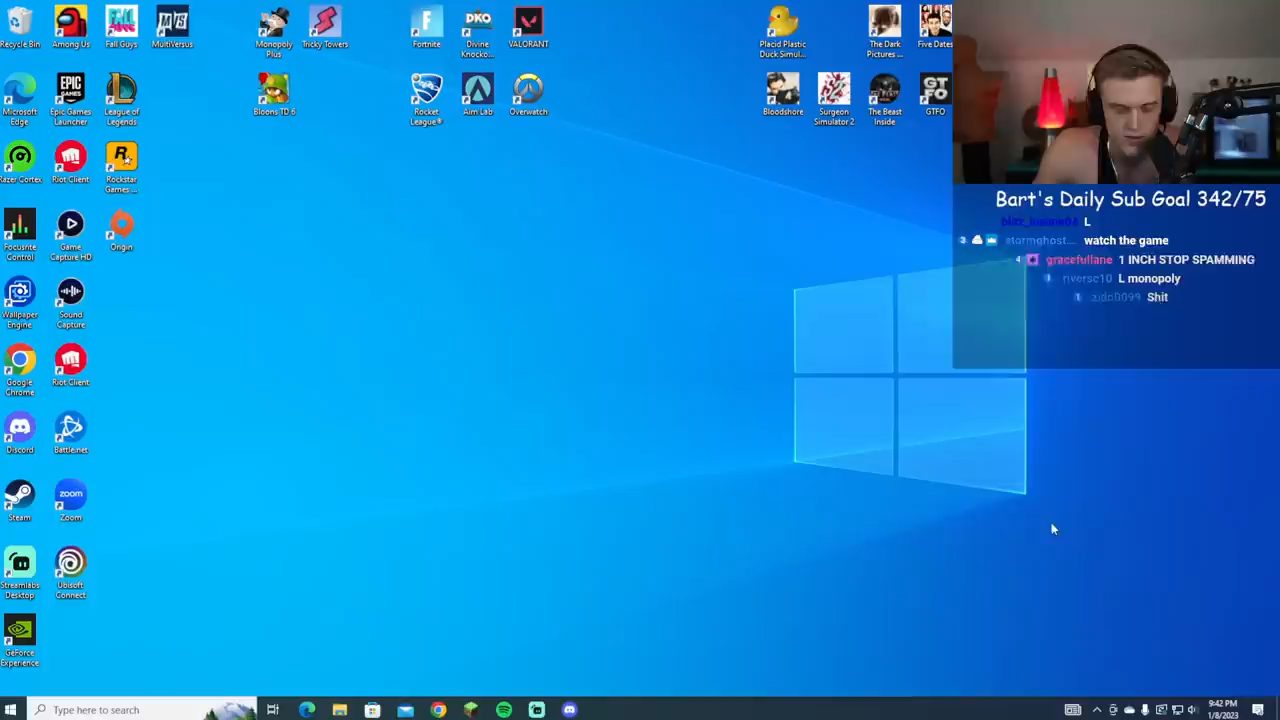 Recycle Bin
Among Us
Fall Guys
MultiVersus
Monopoly
Plus
Tricky Towers
Fortnite
Divine
Knocko...
VALORANT
Placid Plastic
Duck Simul...
The Dark
Pictures ...
Five Dates
Microsoft
Edge
Epic Games
Launcher
League of
Legends
Bloons TD 6
Rocket
League®
Aim Lab
Overwatch
Bloodshore
Surgeon
Simulator 2
The Beast
Inside
GTFO
Razer Cortex
Riot Client
Rockstar
Games ...
Focusrite
Control
Game
Capture HD
Origin
Wallpaper
Engine
Sound
Capture
Google
Chrome
Riot Client
Discord
Battle.net
Steam
Zoom
Streamlabs
Desktop
Ubisoft
Connect
GeForce
Experience
Bart's Daily Sub Goal 342/75
L
stormghost... watch the game
gracefullane 1 INCH STOP SPAMMING
riverse10 L monopoly
Shit
Type here to search
9:42 PM
1/8/2023